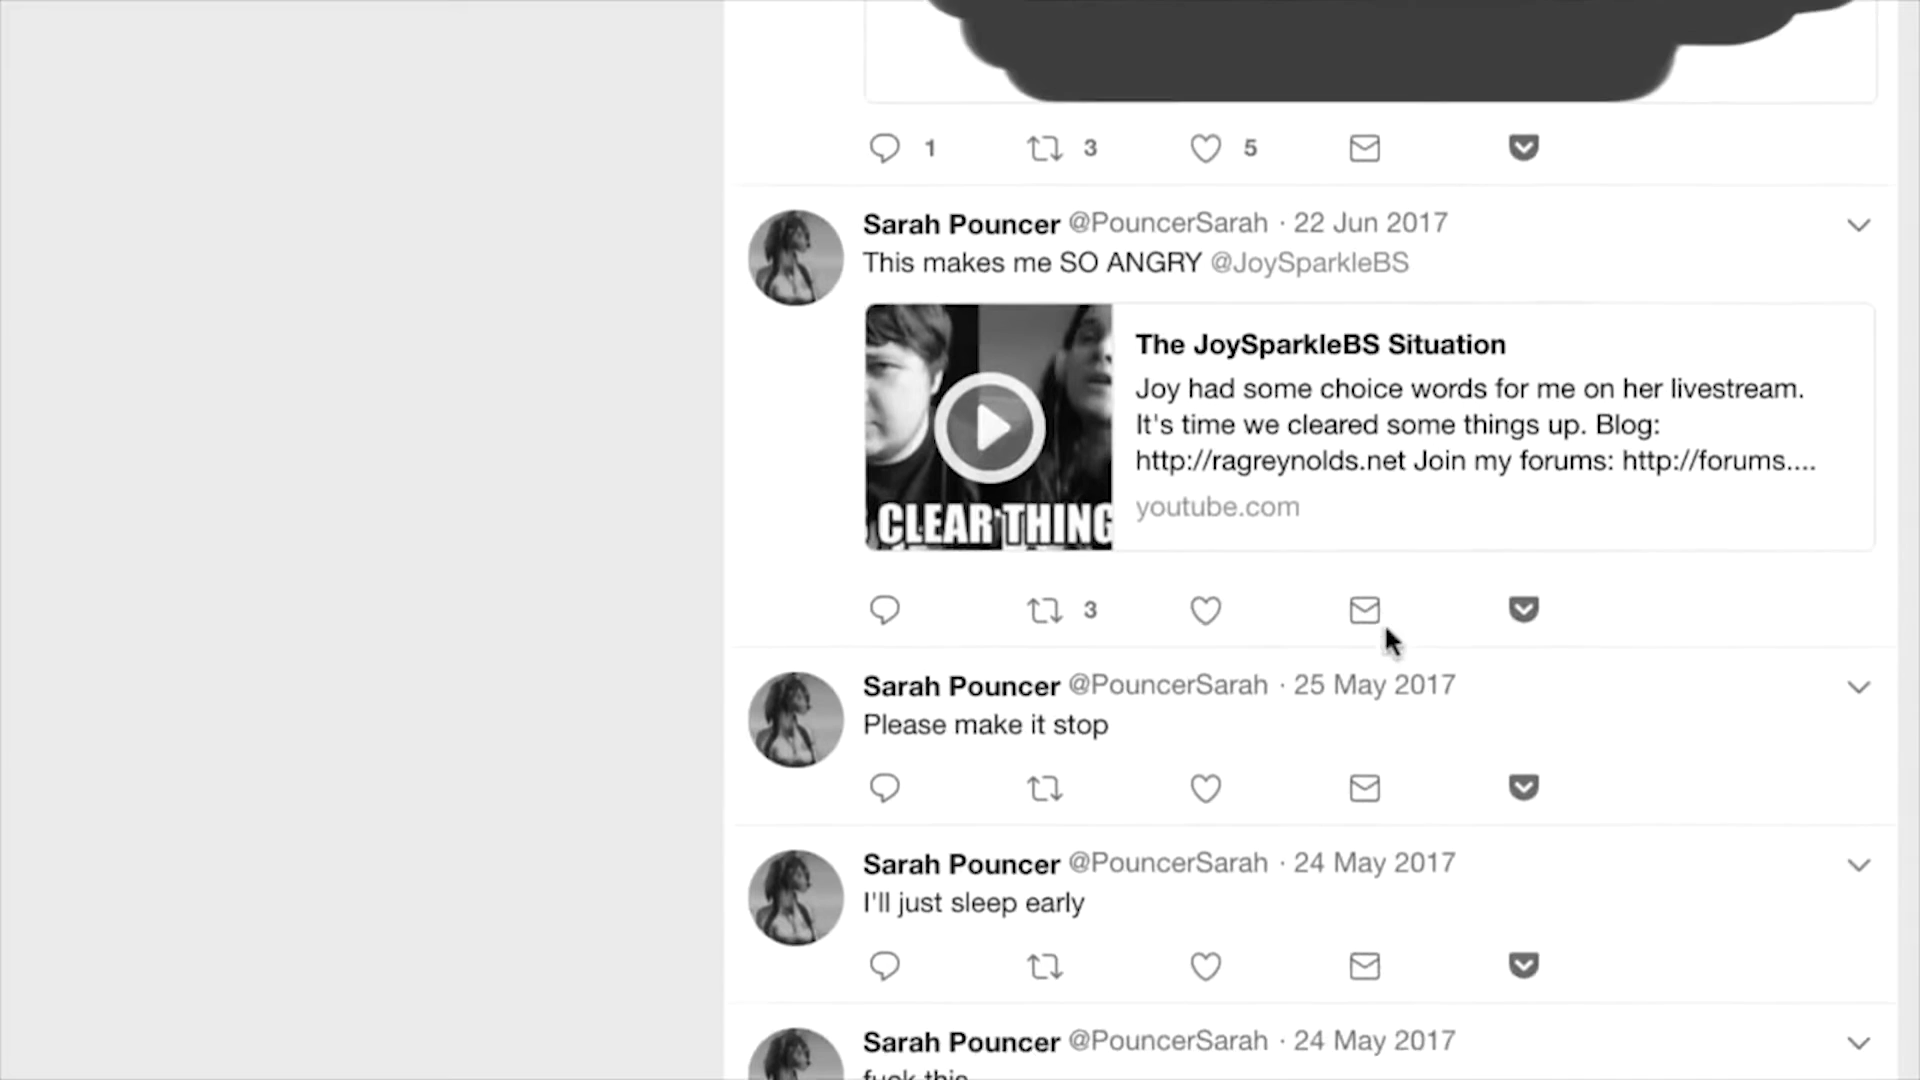 1 3 5
Sarah Pouncer @PouncerSarah · 22 Jun 2017
This makes me SO ANGRY @JoySparkleBS
The JoySparkleBS Situation
Joy had some choice words for me on her livestream.
It's time we cleared some things up. Blog:
http://ragreynolds.net Join my forums: http://forums....
youtube.com
CLEAR THING
3
Sarah Pouncer @PouncerSarah · 25 May 2017
Please make it stop
Sarah Pouncer @PouncerSarah · 24 May 2017
I'll just sleep early
Sarah Pouncer @PouncerSarah · 24 May 2017
fuck this